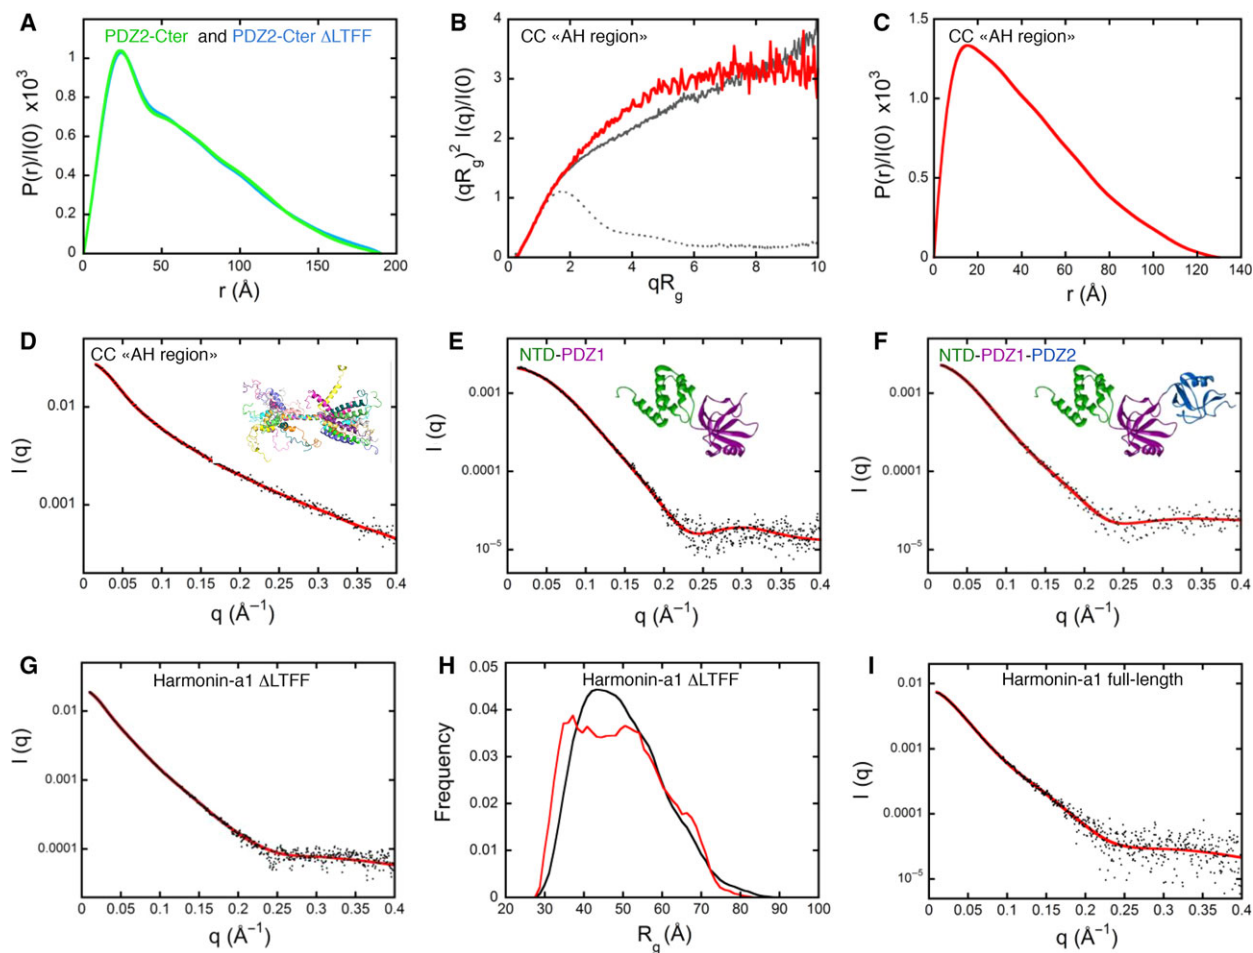 A
PDZ2-Cter and PDZ2-Cter ΔLTFF
P(r)/I(0) x10³
1
0.8
0.6
0.4
0.2
0
0 50 100 150 200
r (Å)
B
CC «AH region»
(qRg)² I(q)/I(0)
4
3
2
1
0
0 2 4 6 8 10
qRg
C
CC «AH region»
P(r)/I(0) x10³
1.5
1.0
0.5
0
0 20 40 60 80 100 120 140
r (Å)
D
CC «AH region»
I (q)
0.01
0.001
0 0.05 0.1 0.15 0.2 0.25 0.3 0.35 0.4
q (Å⁻¹)
E
NTD-PDZ1
I (q)
0.001
0.0001
10⁻⁵
0 0.05 0.1 0.15 0.2 0.25 0.3 0.35 0.4
q (Å⁻¹)
F
NTD-PDZ1-PDZ2
I (q)
0.001
0.0001
10⁻⁵
0 0.05 0.1 0.15 0.2 0.25 0.3 0.35 0.4
q (Å⁻¹)
G
Harmonin-a1 ΔLTFF
I (q)
0.01
0.001
0.0001
0 0.05 0.1 0.15 0.2 0.25 0.3 0.35 0.4
q (Å⁻¹)
H
Harmonin-a1 ΔLTFF
Frequency
0.05
0.04
0.03
0.02
0.01
0
20 30 40 50 60 70 80 90 100
Rg (Å)
I
Harmonin-a1 full-length
I (q)
0.01
0.001
0.0001
10⁻⁵
0 0.05 0.1 0.15 0.2 0.25 0.3 0.35 0.4
q (Å⁻¹)